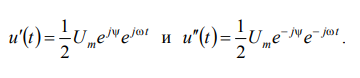 u′(t) = 1/2 U_m e^{jψ} e^{jωt} и u″(t) = 1/2 U_m e^{-jψ} e^{-jωt}.